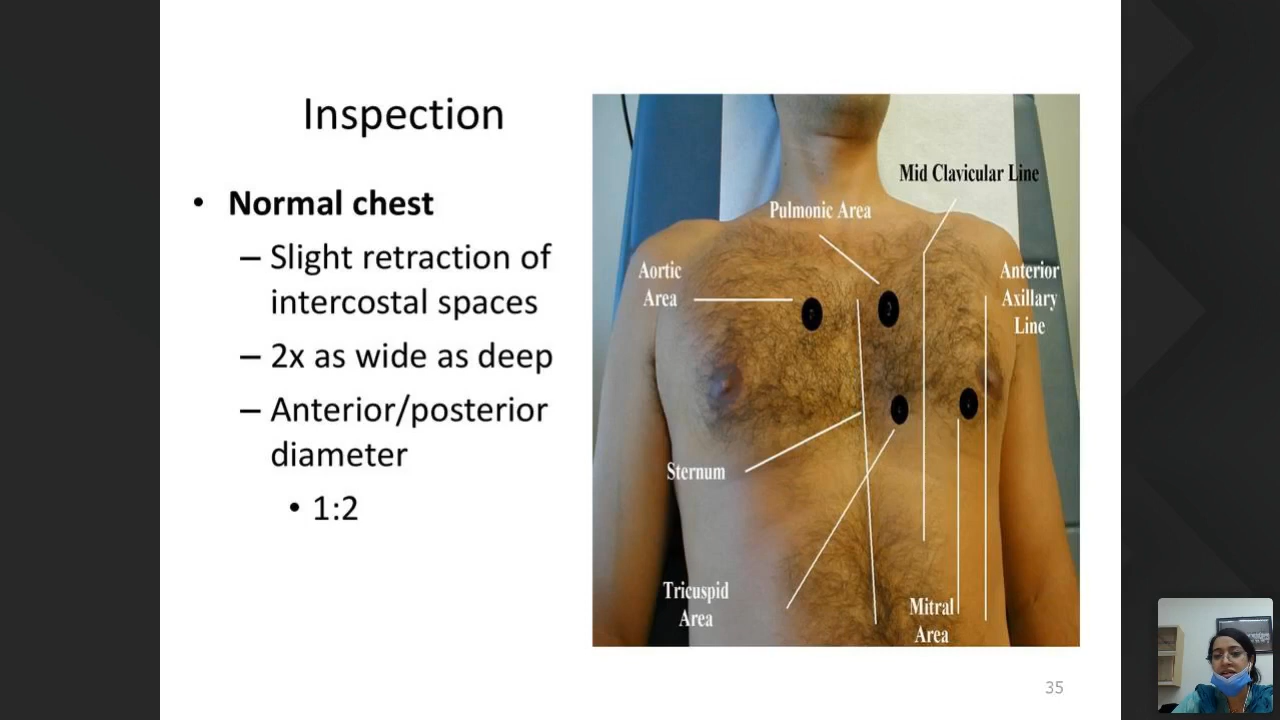 Inspection
• Normal chest
– Slight retraction of
intercostal spaces
– 2x as wide as deep
– Anterior/posterior
diameter
• 1:2
Mid Clavicular Line
Pulmonic Area
Aortic
Area
Anterior
Axillary
Line
Sternum
Tricuspid
Area
Mitral
Area
35